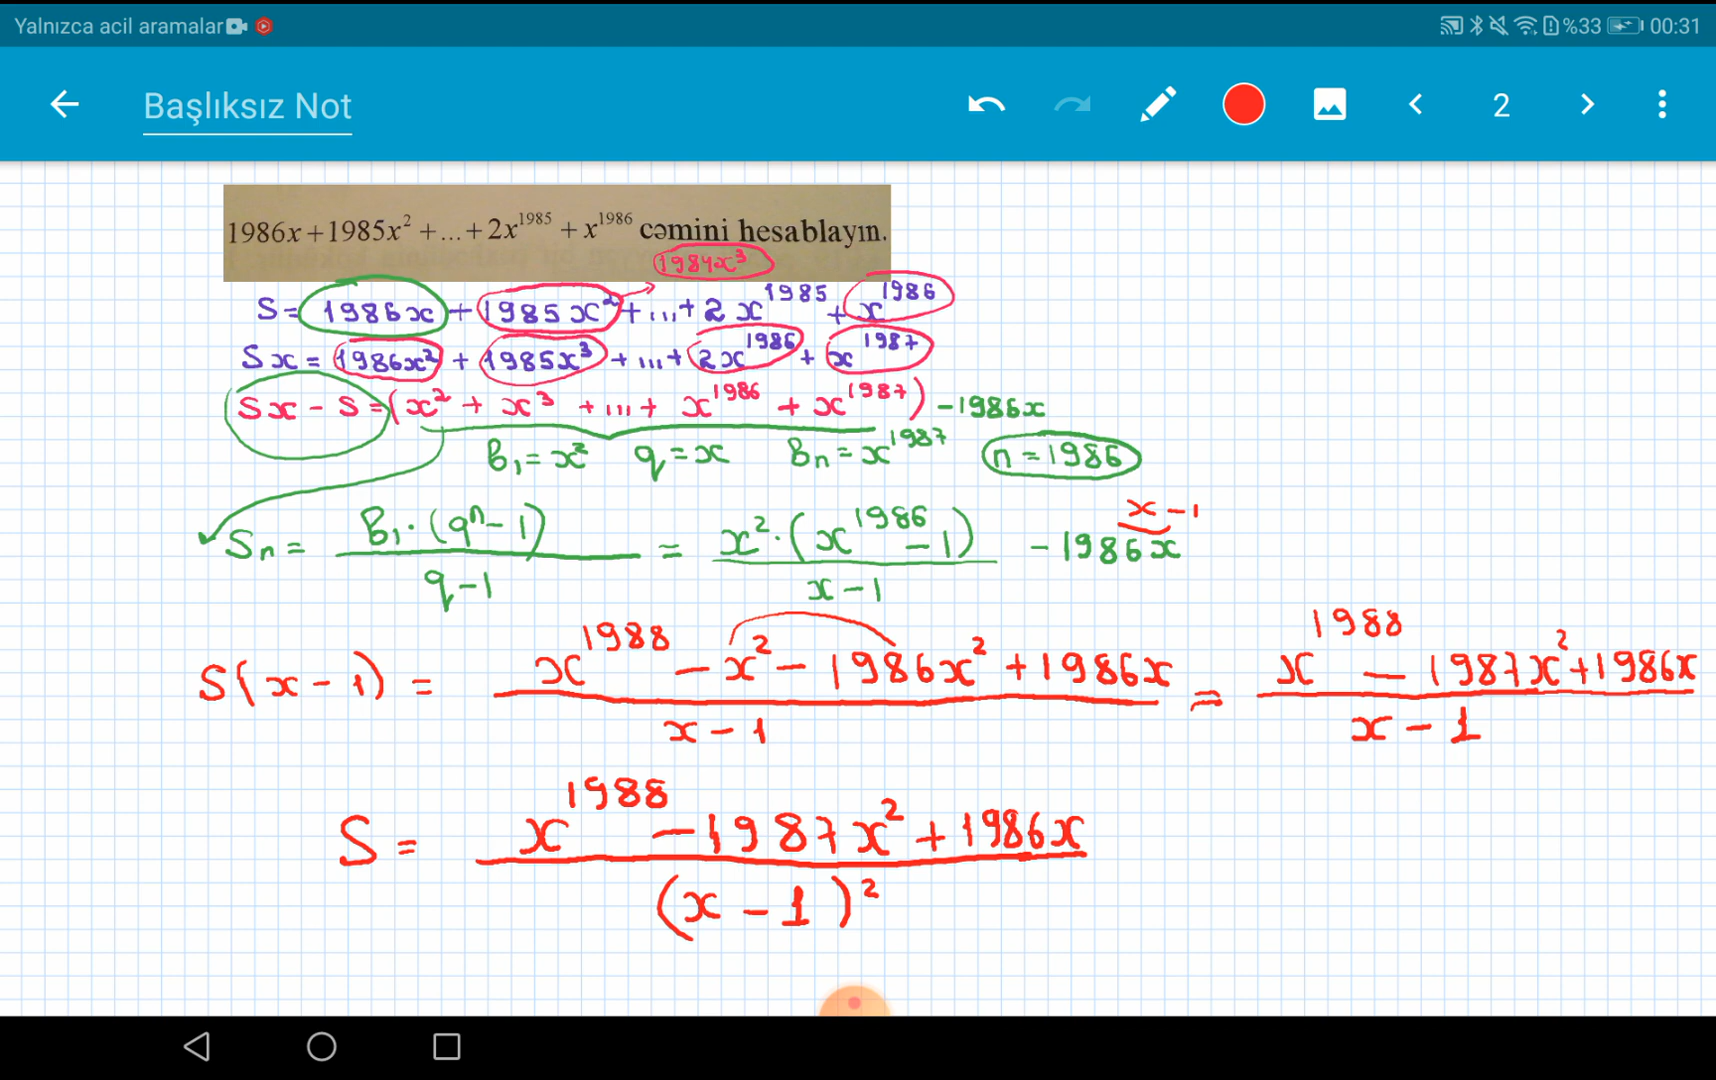 Yalnızca acil aramalar %33 00:31
Başlıksız Not 2
1986x+1985x² +...+2x¹⁹⁸⁵ + x¹⁹⁸⁶ cəmini hesablayın.
1984x³
S= 1986x + 1985x² + ... + 2x¹⁹⁸⁵ + x¹⁹⁸⁶
Sx = 1986x² + 1985x³ + ... + 2x¹⁹⁸⁶ + x¹⁹⁸⁷
Sx - S = (x² + x³ + ... + x¹⁹⁸⁶ + x¹⁹⁸⁷) - 1986x
B₁ = x² q = x Bn = x¹⁹⁸⁷ n = 1986
x - 1
Sn = B₁·(qⁿ - 1) / q - 1 = x²·(x¹⁹⁸⁶ - 1) / x - 1 - 1986x
S(x - 1) = x¹⁹⁸⁸ - x² - 1986x² + 1986x / x - 1 = x¹⁹⁸⁸ - 1987x² + 1986x / x - 1
S = x¹⁹⁸⁸ - 1987x² + 1986x / (x - 1)²